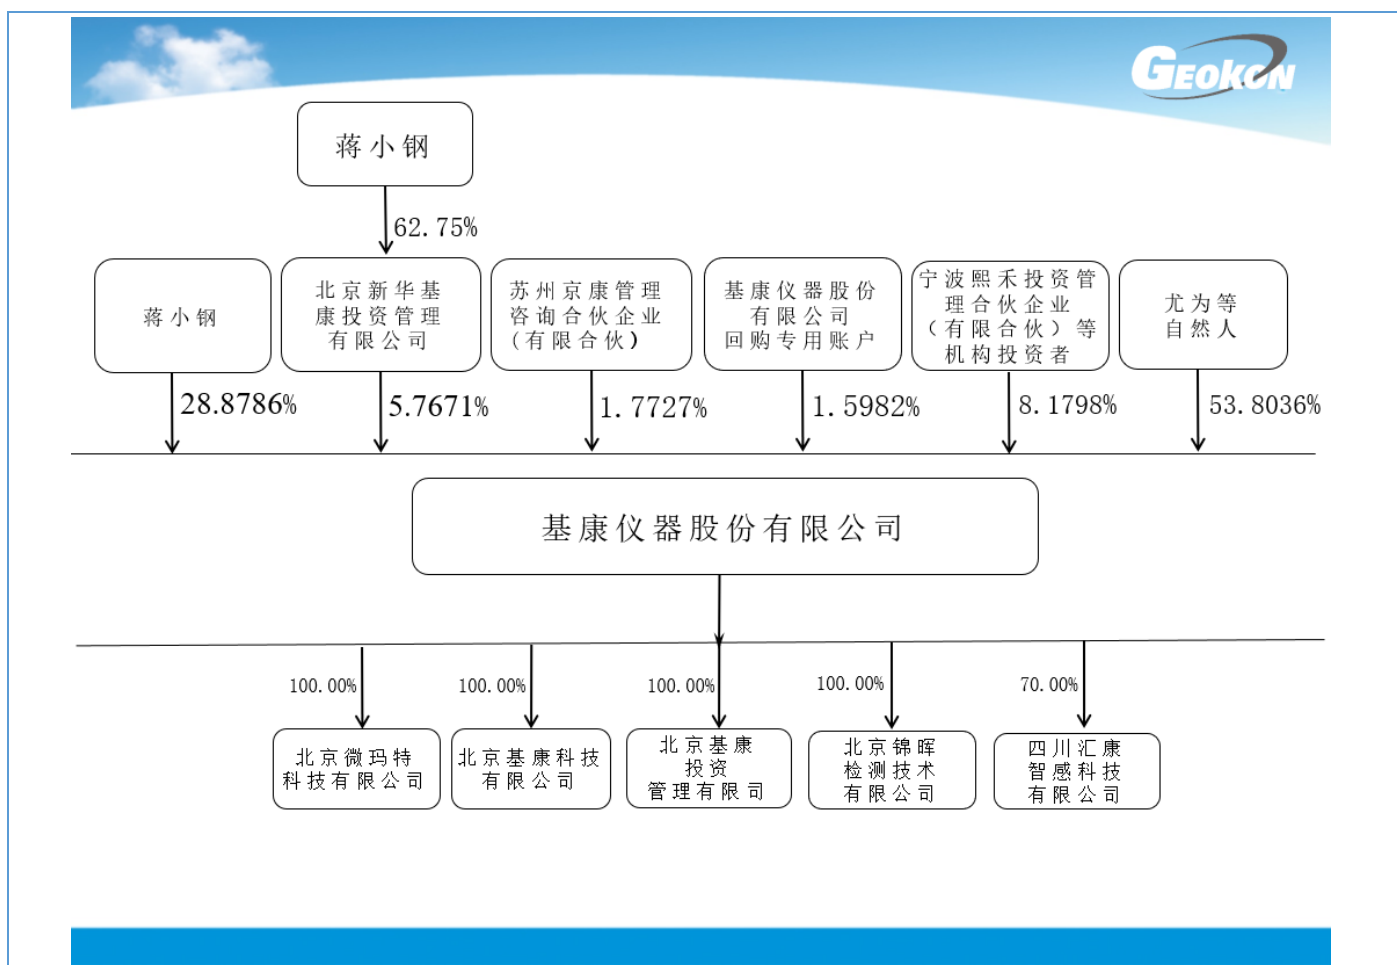 GEOKON
蒋小钢
62.75%
蒋小钢
北京新华基
康投资管理
有限公司
苏州京康管理
咨询合伙企业
(有限合伙)
基康仪器股份
有限公司
回购专用账户
宁波熙禾投资管
理合伙企业
（有限合伙）等
机构投资者
尤为等
自然人
28.8786%
5.7671%
1.7727%
1.5982%
8.1798%
53.8036%
基康仪器股份有限公司
100.00%
100.00%
100.00%
100.00%
70.00%
北京微玛特
科技有限公司
北京基康科技
有限公司
北京基康
投资
管理有限司
北京锦晖
检测技术
有限公司
四川汇康
智感科技
有限公司